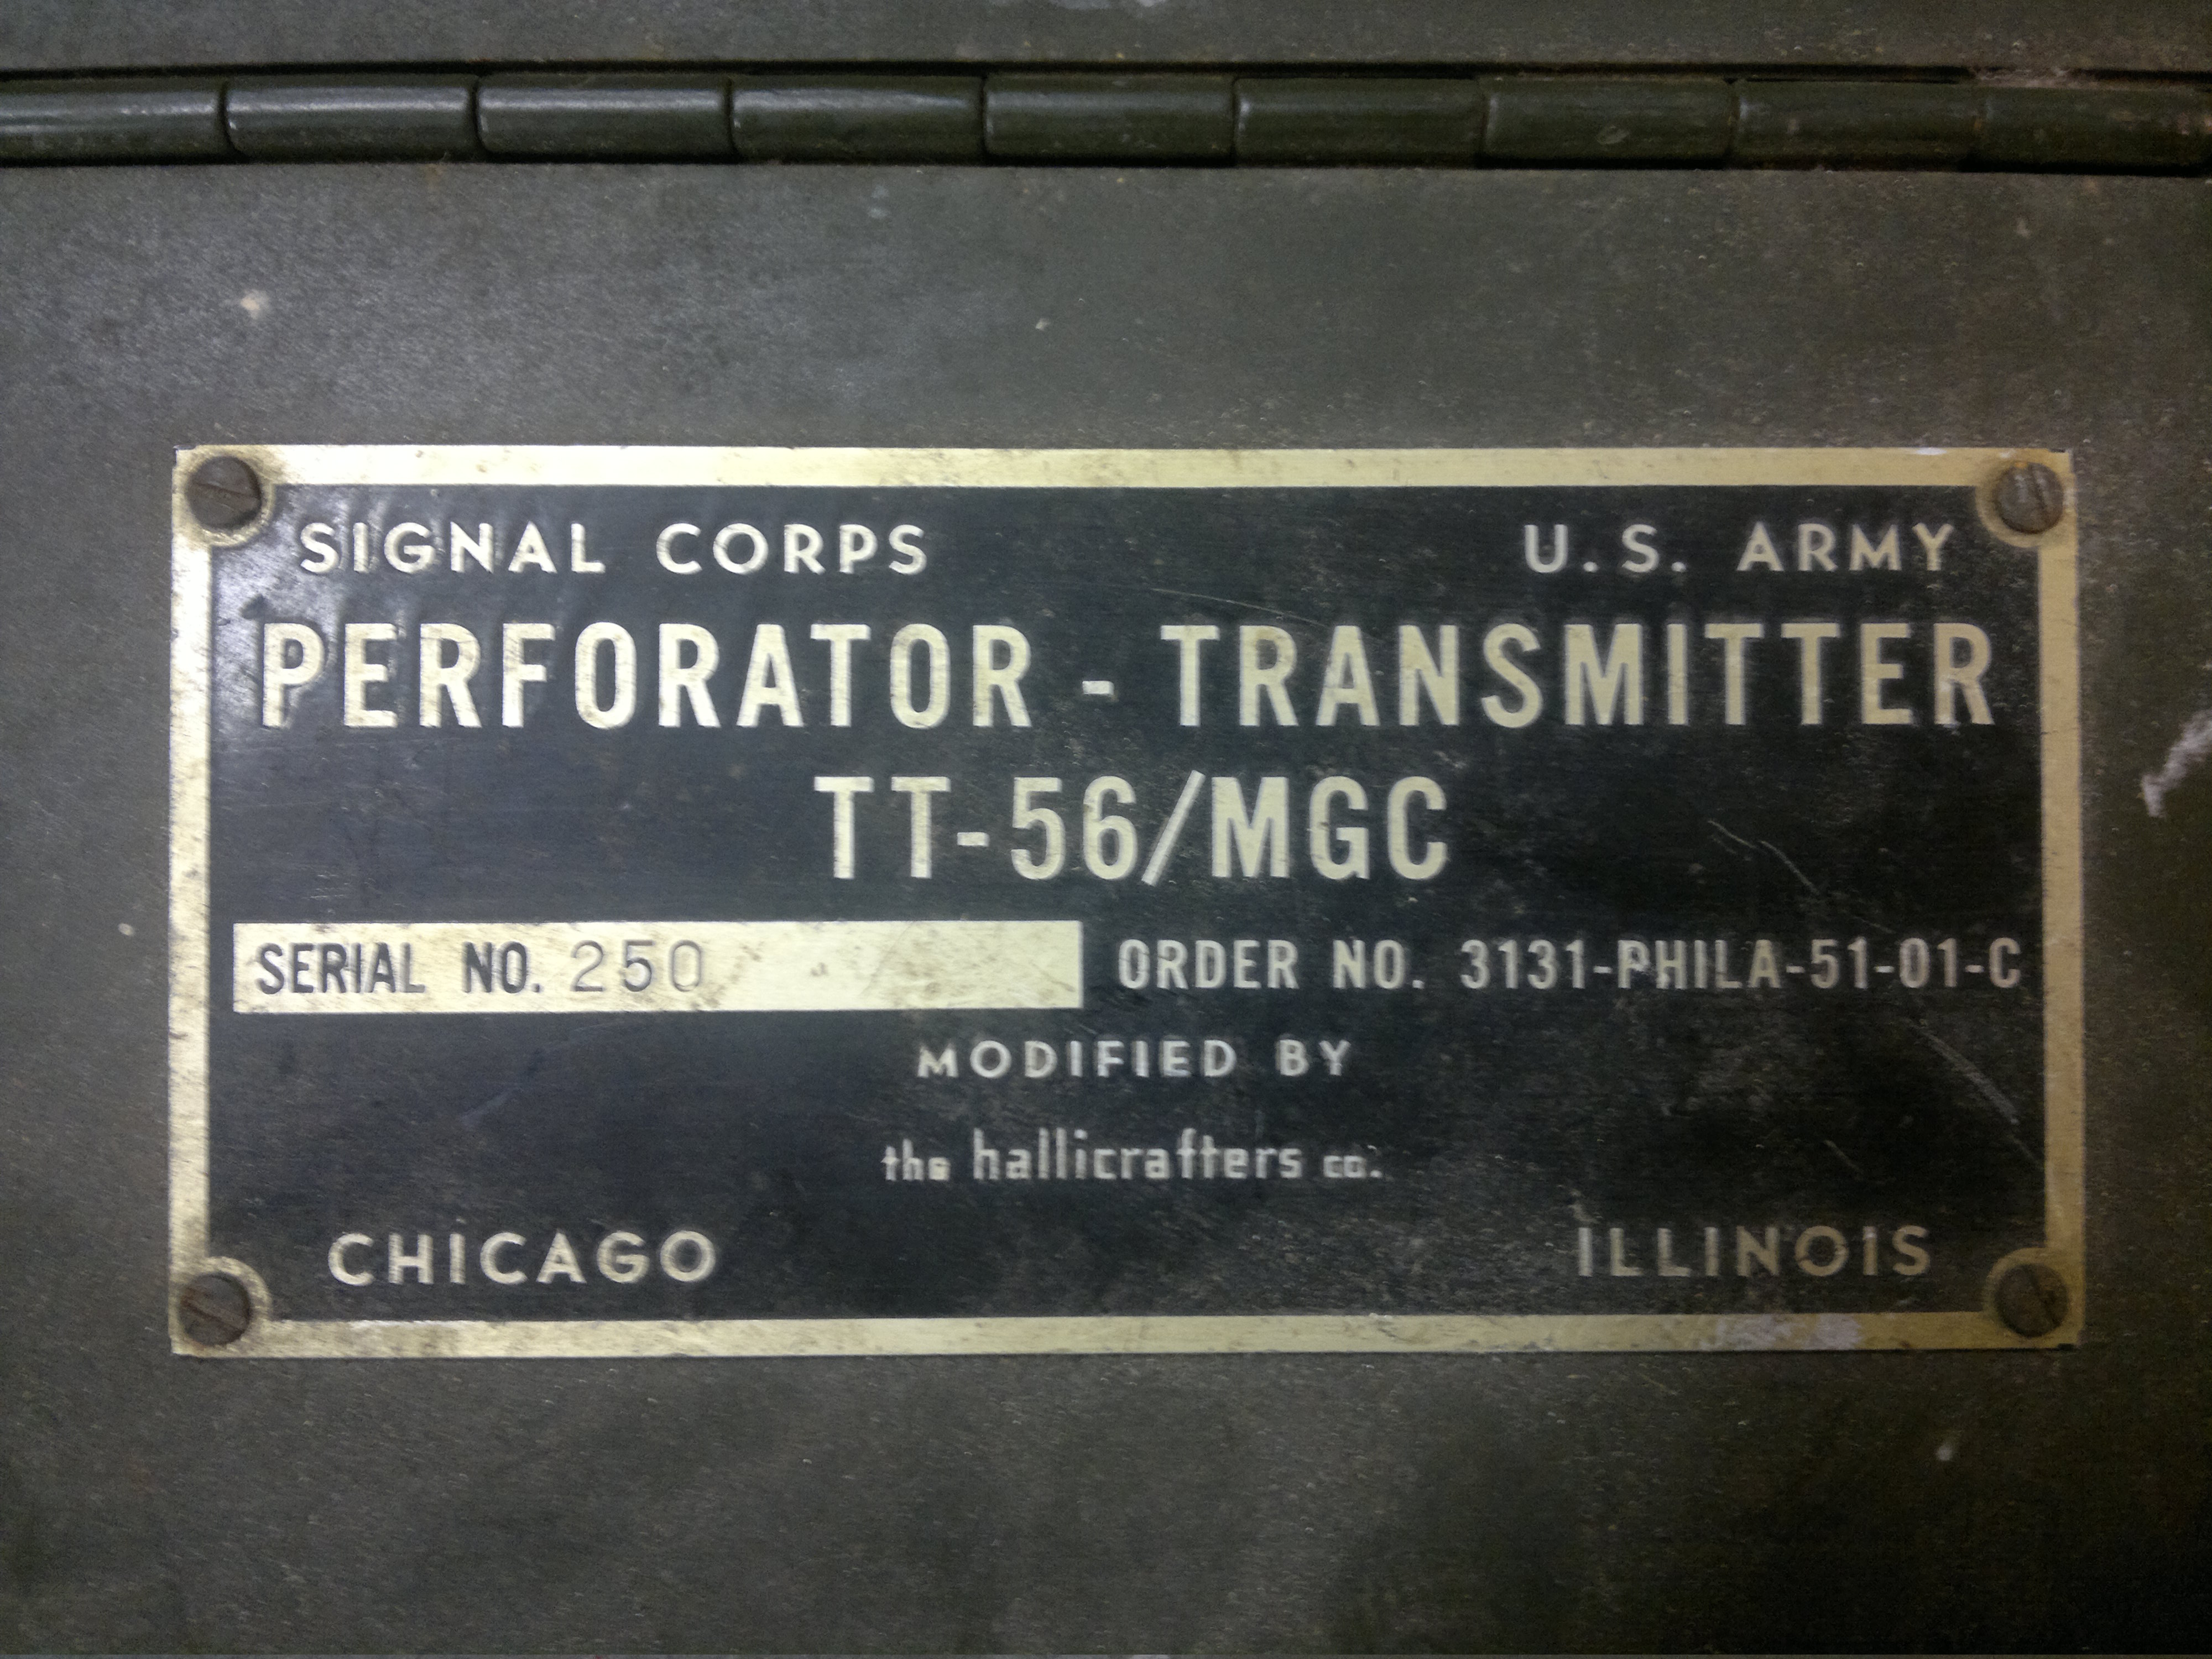 SIGNAL CORPS U.S. ARMY
PERFORATOR - TRANSMITTER
TT-56/MGC
SERIAL NO. 250 ORDER NO. 3131-PHILA-51-01-C
MODIFIED BY
the hallicrafters co.
CHICAGO ILLINOIS